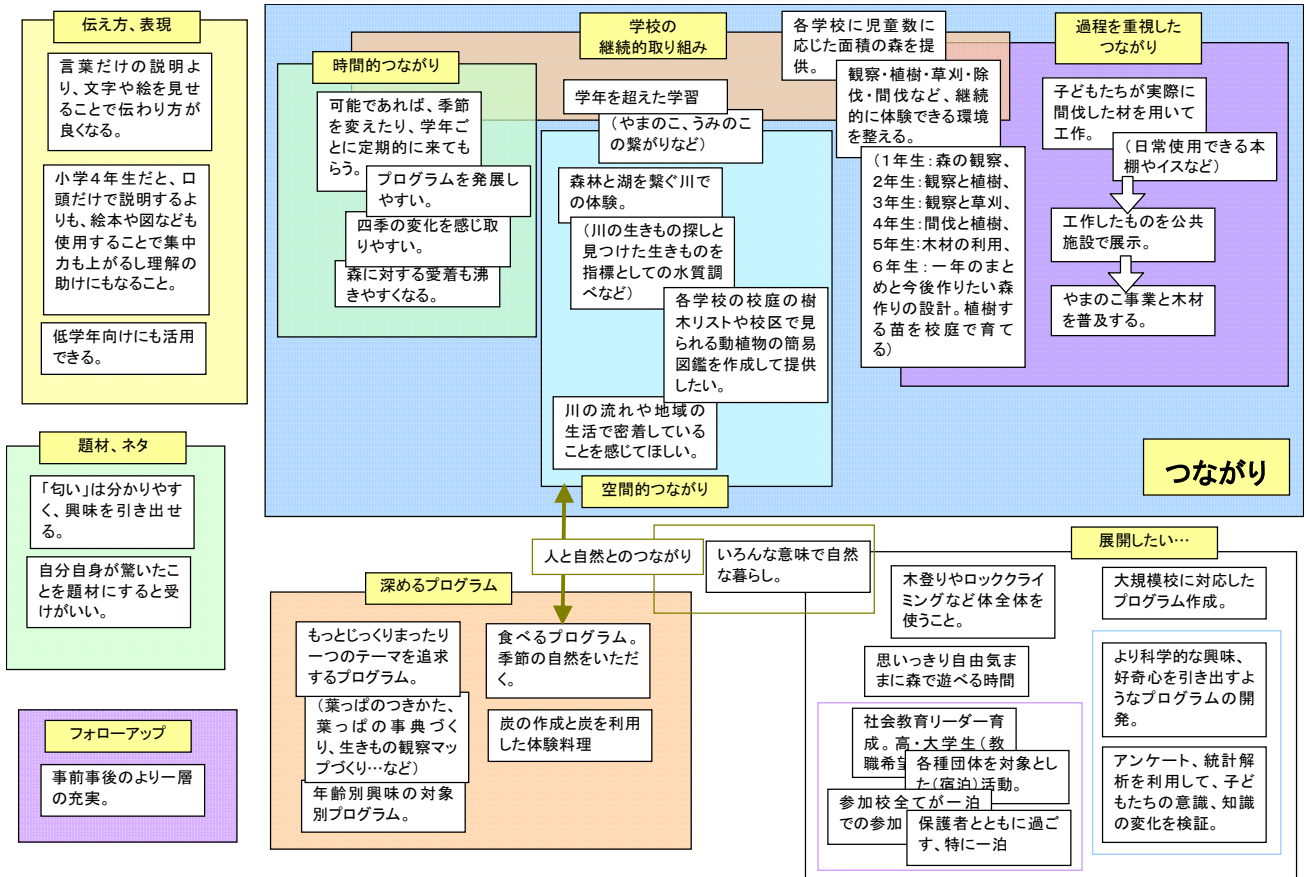 伝え方、表現
言葉だけの説明よ
り、文字や絵を見せ
ることで伝わり方が
良くなる。
小学4年生だと、口
頭だけで説明するよ
りも、絵本や図なども
使用することで集中
力も上がるし理解の
助けにもなること。
低学年向けにも活用
できる。
題材、ネタ
「匂い」は分かりやす
く、興味を引き出せ
る。
自分自身が驚いたこ
とを題材にすると受
けがいい。
フォローアップ
事前事後のより一層
の充実。
つながり
学校の
継続的取り組み
各学校に児童数に
応じた面積の森を提
供。
観察・植樹・草刈・除
伐・間伐など、継続
的に体験できる環境
を整える。
(1年生:森の観察、
2年生:観察と植樹、
3年生:観察と草刈、
4年生:間伐と植樹、
5年生:木材の利用、
6年生:一年のまと
めと今後作りたい森
作りの設計。植樹す
る苗を校庭で育て
る)
学年を超えた学習
(やまのこ、うみのこ
の繋がりなど)
時間的つながり
可能であれば、季節
を変えたり、学年ご
とに定期的に来ても
らう。
プログラムを発展し
やすい。
四季の変化を感じ取
りやすい。
森に対する愛着も沸
きやすくなる。
森林と湖を繋ぐ川で
の体験。
(川の生きもの探しと
見つけた生きものを
指標としての水質調
べなど)
各学校の校庭の樹
木リストや校区で見
られる動植物の簡易
図鑑を作成して提供
したい。
川の流れや地域の
生活で密着している
ことを感じてほしい。
空間的つながり
過程を重視した
つながり
子どもたちが実際に
間伐した材を用いて
工作。
(日常使用できる本
棚やイスなど)
工作したものを公共
施設で展示。
やまのこ事業と木材
を普及する。
人と自然とのつながり
いろんな意味で自然
な暮らし。
深めるプログラム
もっとじっくりまったり
一つのテーマを追求
するプログラム。
(葉っぱのつきかた、
葉っぱの事典づく
り、生きもの観察マッ
プづくり…など)
年齢別興味の対象
別プログラム。
食べるプログラム。
季節の自然をいただ
く。
炭の作成と炭を利用
した体験料理
展開したい…
木登りやロッククライ
ミングなど体全体を
使うこと。
思いっきり自由気ま
まに森で遊べる時間
社会教育リーダー育
成。高・大学生(教
職希望
各種団体を対象とし
た(宿泊)活動。
参加校全てが一泊
での参加
保護者とともに過ご
す、特に一泊
大規模校に対応した
プログラム作成。
より科学的な興味、
好奇心を引き出すよ
うなプログラムの開
発。
アンケート、統計解
析を利用して、子ど
もたちの意識、知識
の変化を検証。